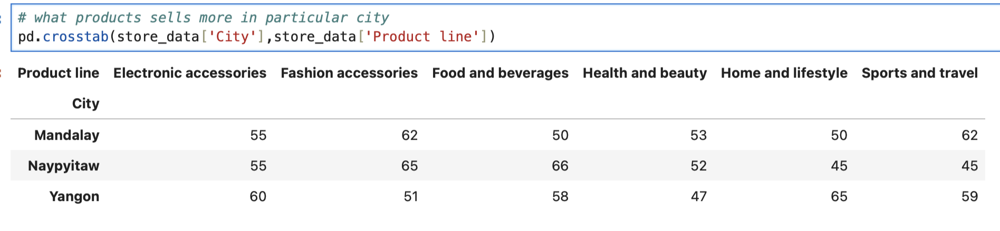 # what products sells more in particular city
pd.crosstab(store_data['City'],store_data['Product line'])
Product line Electronic accessories Fashion accessories Food and beverages Health and beauty Home and lifestyle Sports and travel
City
Mandalay 55 62 50 53 50 62
Naypyitaw 55 65 66 52 45 45
Yangon 60 51 58 47 65 59